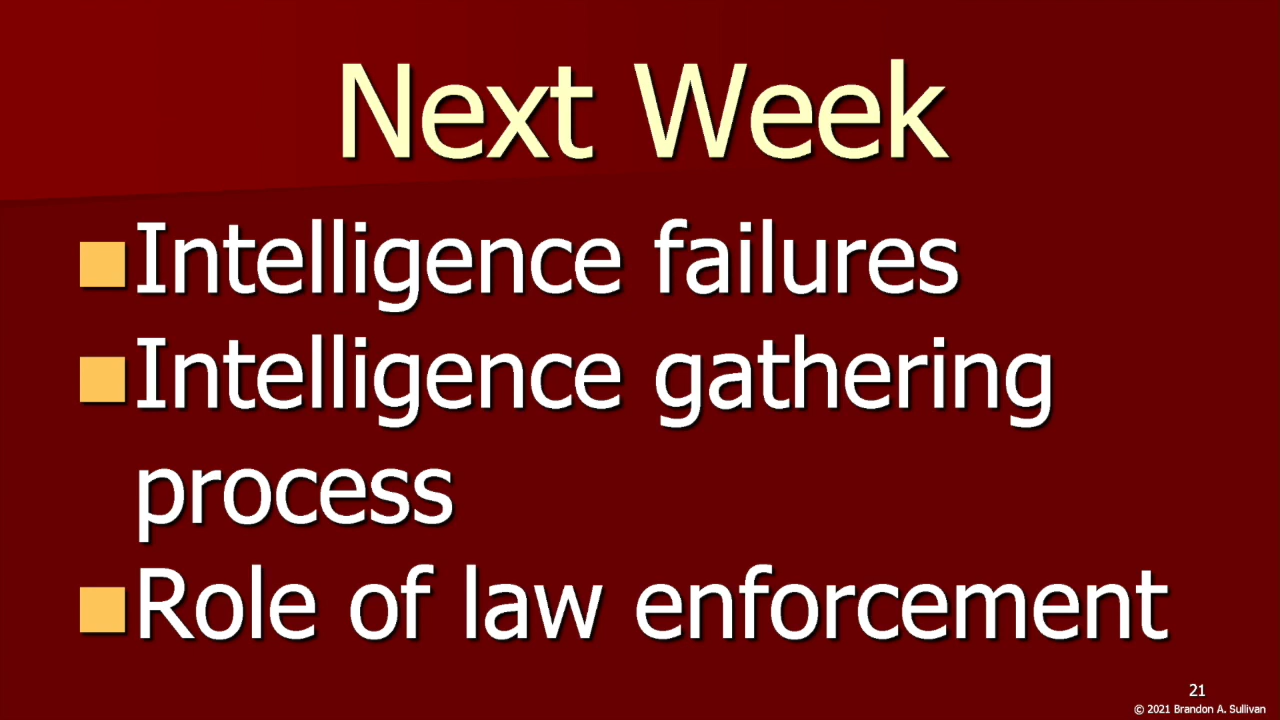 Next Week
Intelligence failures
Intelligence gathering
process
Role of law enforcement
21
© 2021 Brandon A. Sullivan